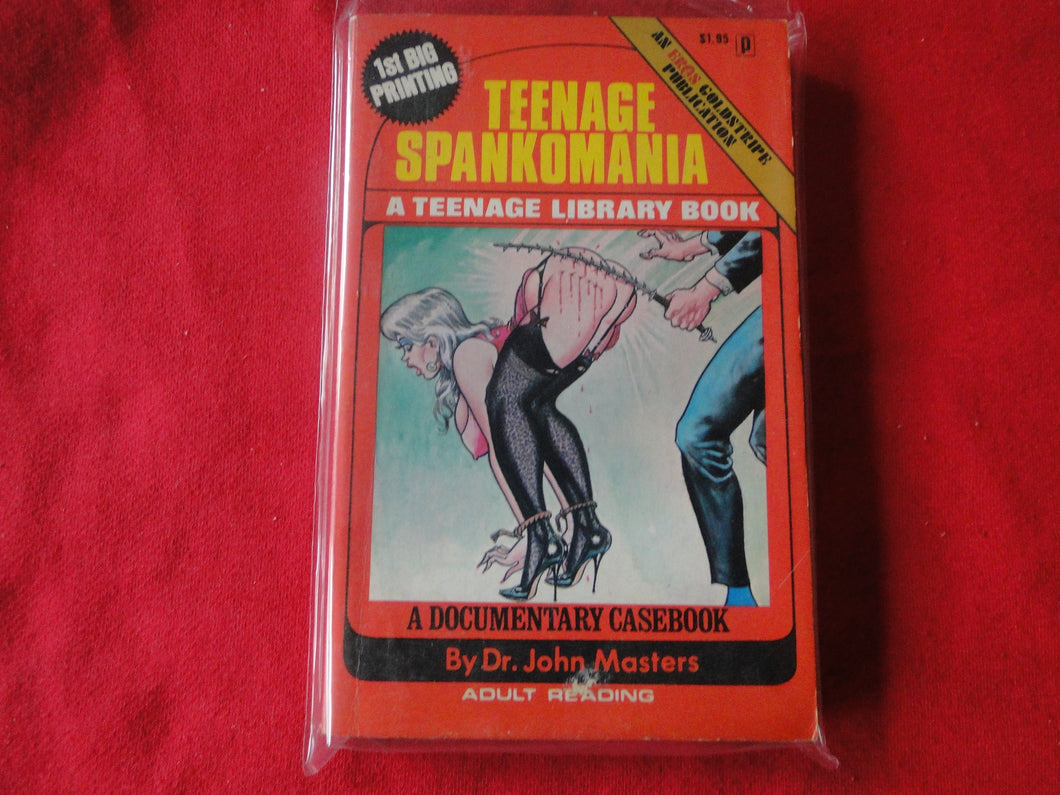 1st BIG
PRINTING
$1.95 p
AN EROS GOLDSTRIPE
PUBLICATION
TEENAGE
SPANKOMANIA
A TEENAGE LIBRARY BOOK
A DOCUMENTARY CASEBOOK
By Dr. John Masters
ADULT READING